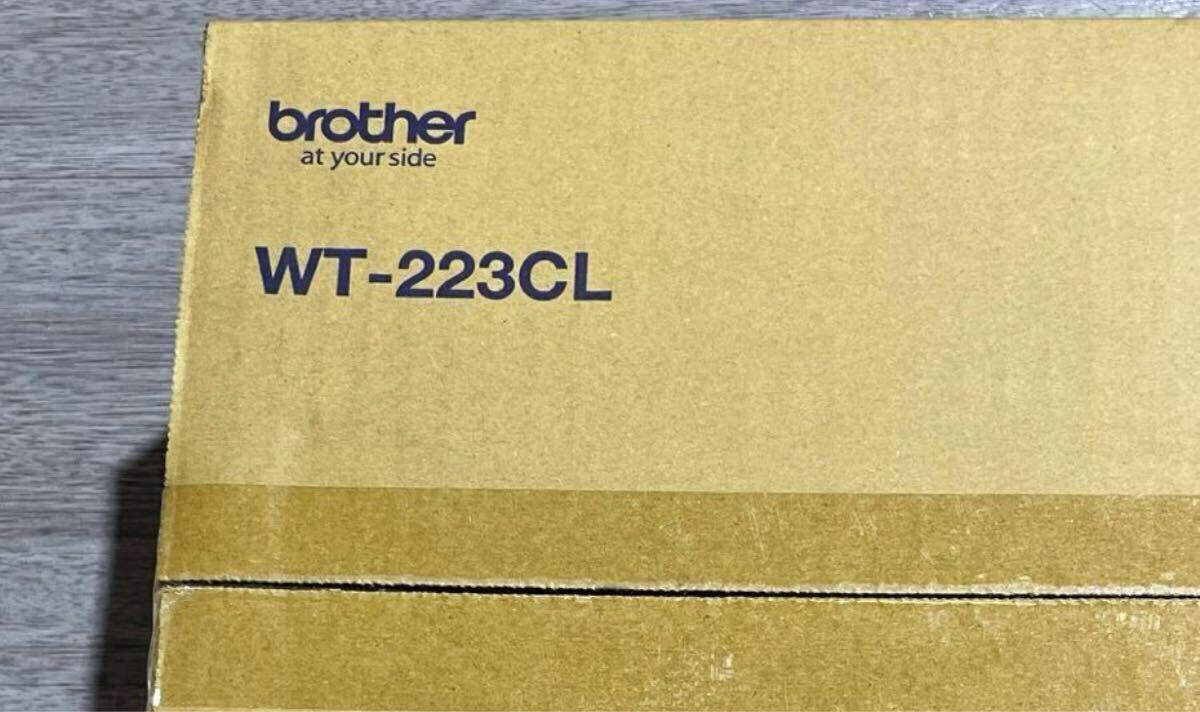 brother
at your side
WT-223CL